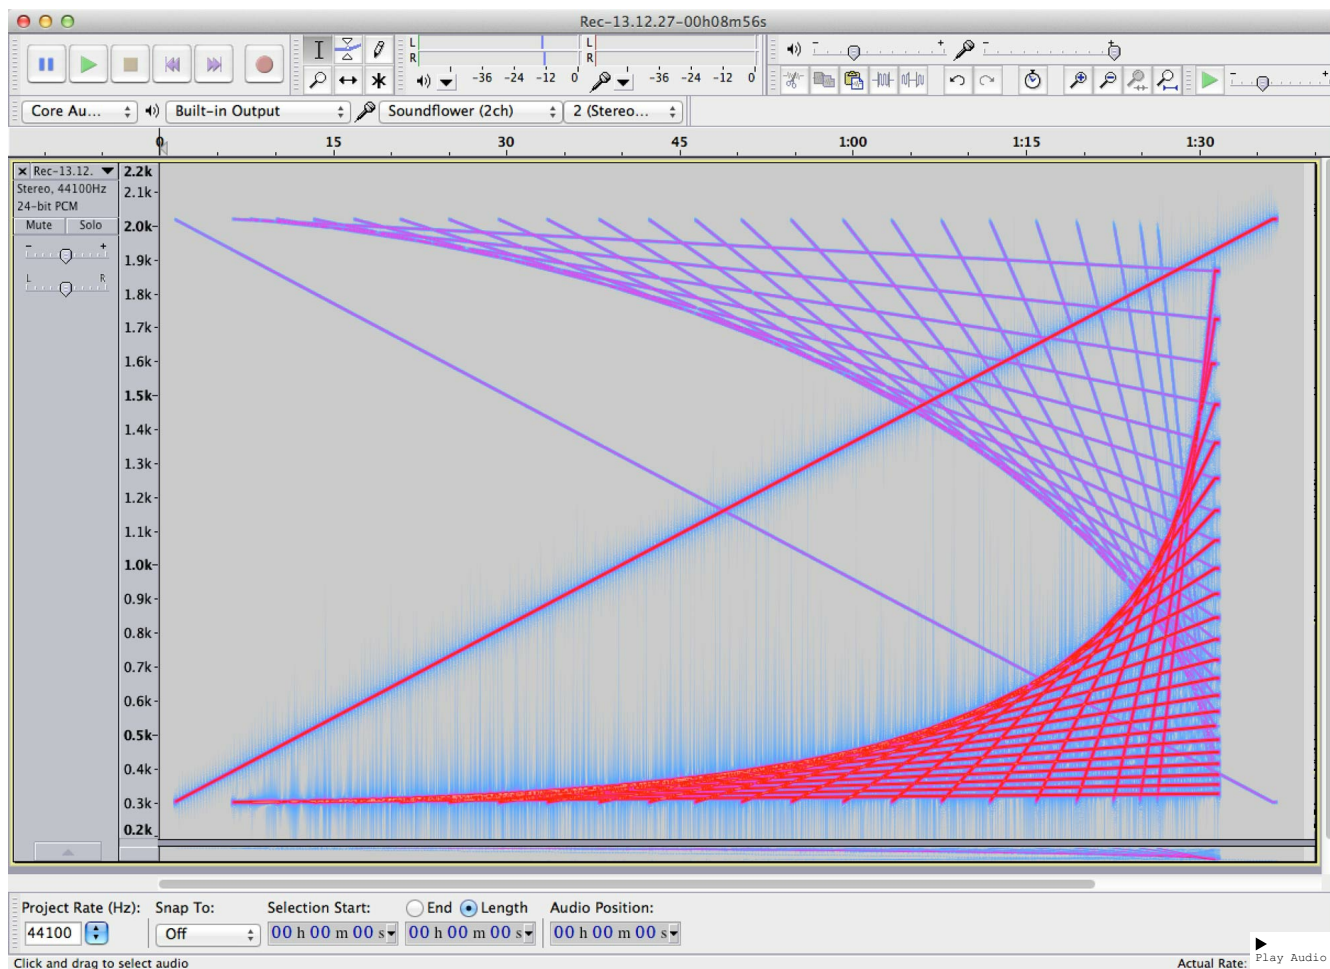 Rec-13.12.27-00h08m56s
L
R
-36 -24 -12 0
L
R
-36 -24 -12 0
- +
- +
- +
Core Au...
Built-in Output
Soundflower (2ch)
2 (Stereo...
0 15 30 45 1:00 1:15 1:30
Rec-13.12.
Stereo, 44100Hz
24-bit PCM
Mute Solo
- +
L R
2.2k
2.1k
2.0k
1.9k
1.8k
1.7k
1.6k
1.5k
1.4k
1.3k
1.2k
1.1k
1.0k
0.9k
0.8k
0.7k
0.6k
0.5k
0.4k
0.3k
0.2k
Project Rate (Hz): Snap To: Selection Start: End Length Audio Position:
44100 Off 00 h 00 m 00 s 00 h 00 m 00 s 00 h 00 m 00 s
Click and drag to select audio
Actual Rate:
Play Audio